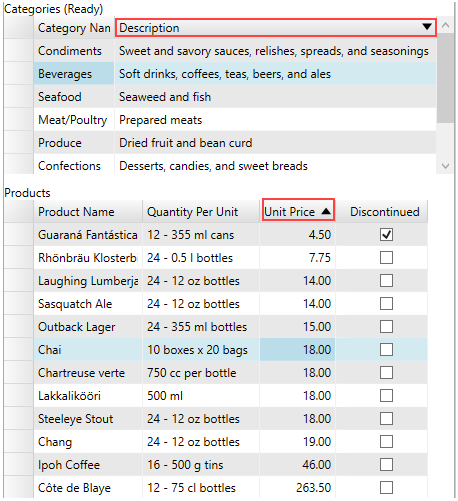 Categories (Ready)
Category Nan Description
Condiments Sweet and savory sauces, relishes, spreads, and seasonings
Beverages Soft drinks, coffees, teas, beers, and ales
Seafood Seaweed and fish
Meat/Poultry Prepared meats
Produce Dried fruit and bean curd
Confections Desserts, candies, and sweet breads
Products
Product Name Quantity Per Unit Unit Price Discontinued
Guaraná Fantástica 12 - 355 ml cans 4.50
Rhönbräu Klosterb 24 - 0.5 l bottles 7.75
Laughing Lumberja 24 - 12 oz bottles 14.00
Sasquatch Ale 24 - 12 oz bottles 14.00
Outback Lager 24 - 355 ml bottles 15.00
Chai 10 boxes x 20 bags 18.00
Chartreuse verte 750 cc per bottle 18.00
Lakkalikööri 500 ml 18.00
Steeleye Stout 24 - 12 oz bottles 18.00
Chang 24 - 12 oz bottles 19.00
Ipoh Coffee 16 - 500 g tins 46.00
Côte de Blaye 12 - 75 cl bottles 263.50